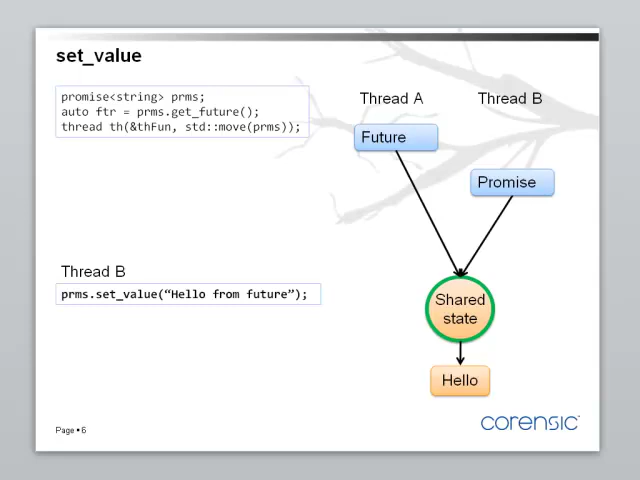 set_value
promise<string> prms;
auto ftr = prms.get_future();
thread th(&thFun, std::move(prms));
Thread A
Thread B
Future
Promise
Thread B
prms.set_value(“Hello from future”);
Shared
state
Hello
Page • 6
corensic